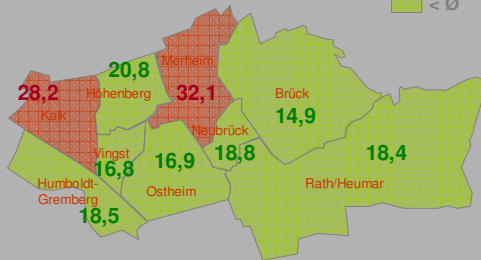 < Ø
Merheim
20,8
28,2
Höhenberg
32,1
Brück
Kalk
14,9
Neubrück
Vingst
16,9
18,8
18,4
16,8
Humboldt-
Gremberg
Ostheim
Rath/Heumar
18,5